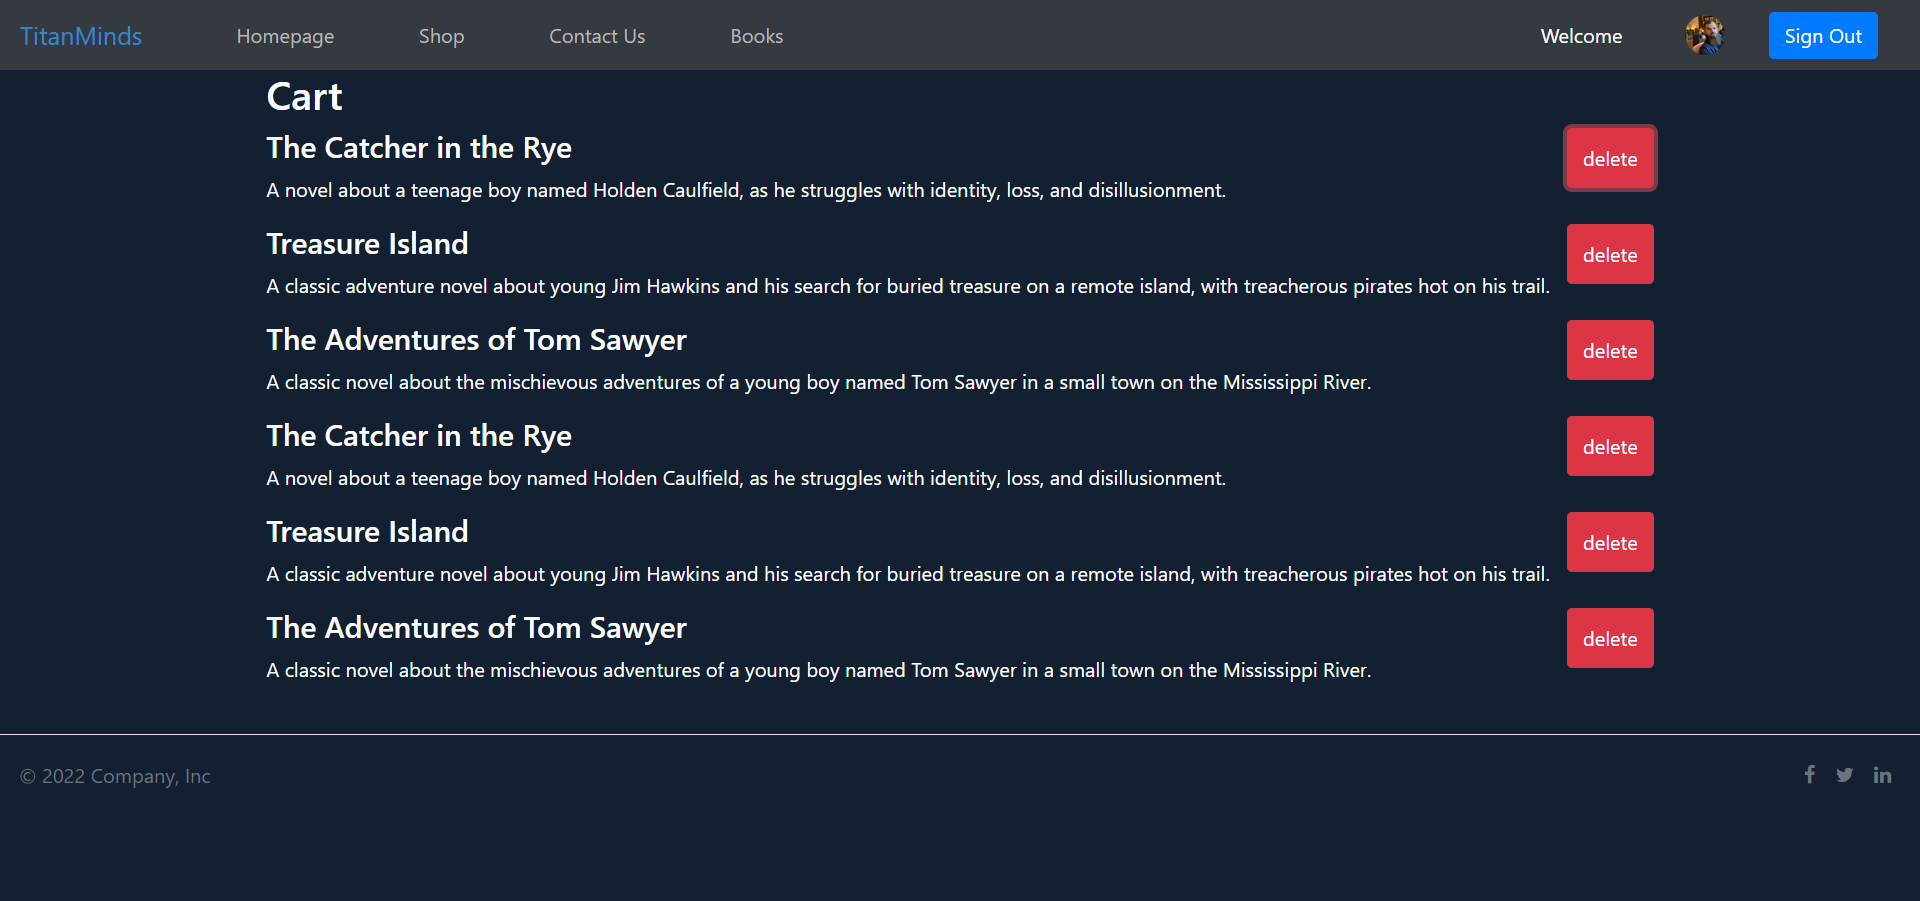 TitanMinds Homepage Shop Contact Us Books Welcome Sign Out
Cart
The Catcher in the Rye
delete
A novel about a teenage boy named Holden Caulfield, as he struggles with identity, loss, and disillusionment.
Treasure Island
delete
A classic adventure novel about young Jim Hawkins and his search for buried treasure on a remote island, with treacherous pirates hot on his trail.
The Adventures of Tom Sawyer
delete
A classic novel about the mischievous adventures of a young boy named Tom Sawyer in a small town on the Mississippi River.
The Catcher in the Rye
delete
A novel about a teenage boy named Holden Caulfield, as he struggles with identity, loss, and disillusionment.
Treasure Island
delete
A classic adventure novel about young Jim Hawkins and his search for buried treasure on a remote island, with treacherous pirates hot on his trail.
The Adventures of Tom Sawyer
delete
A classic novel about the mischievous adventures of a young boy named Tom Sawyer in a small town on the Mississippi River.
© 2022 Company, Inc